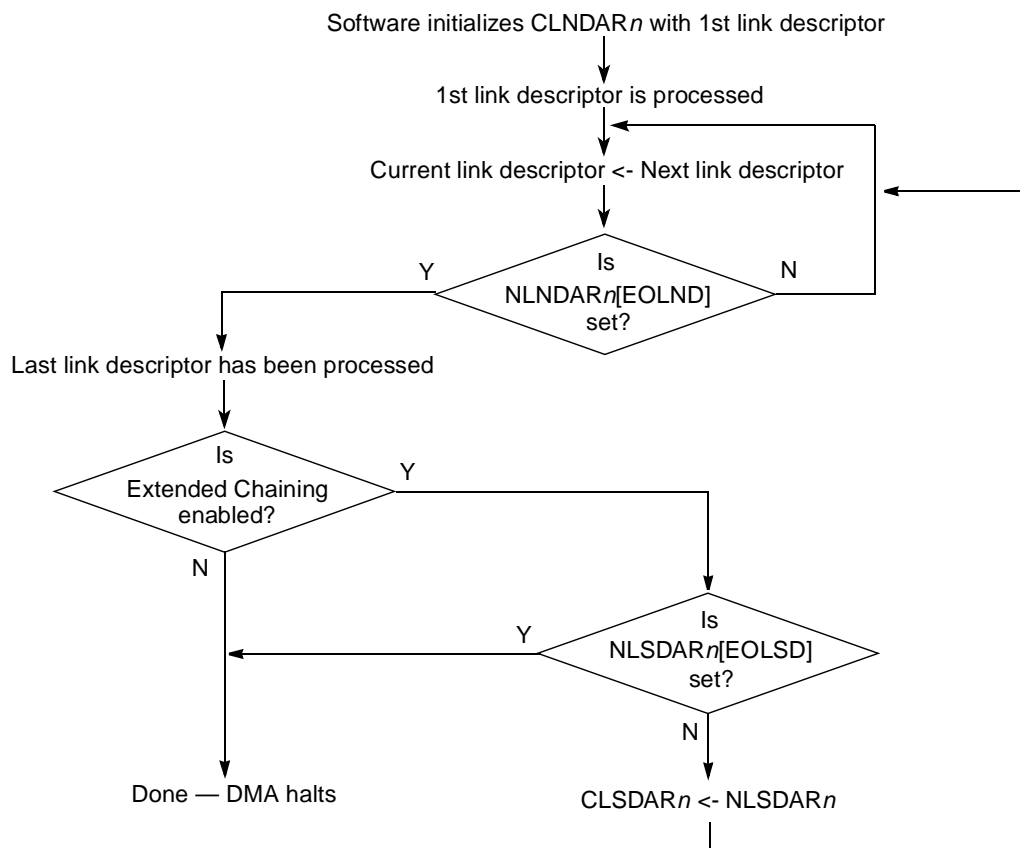 Software initializes CLNDARn with 1st link descriptor
1st link descriptor is processed
Current link descriptor <- Next link descriptor
Is
NLNDARn[EOLND]
set?
Y
N
Last link descriptor has been processed
Is
Extended Chaining
enabled?
Y
N
Is
NLSDARn[EOLSD]
set?
Y
N
Done — DMA halts
CLSDARn <- NLSDARn